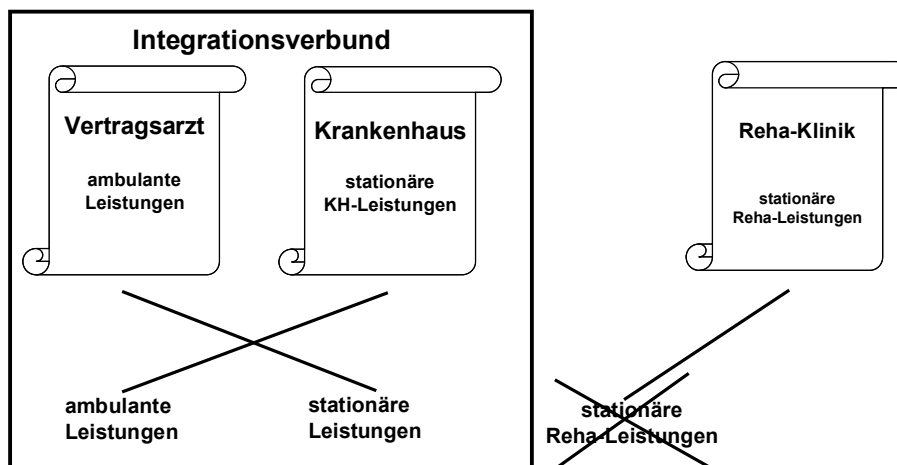 Integrationsverbund
Vertragsarzt
ambulante
Leistungen
Krankenhaus
stationäre
KH-Leistungen
Reha-Klinik
stationäre
Reha-Leistungen
ambulante
Leistungen
stationäre
Leistungen
stationäre
Reha-Leistungen